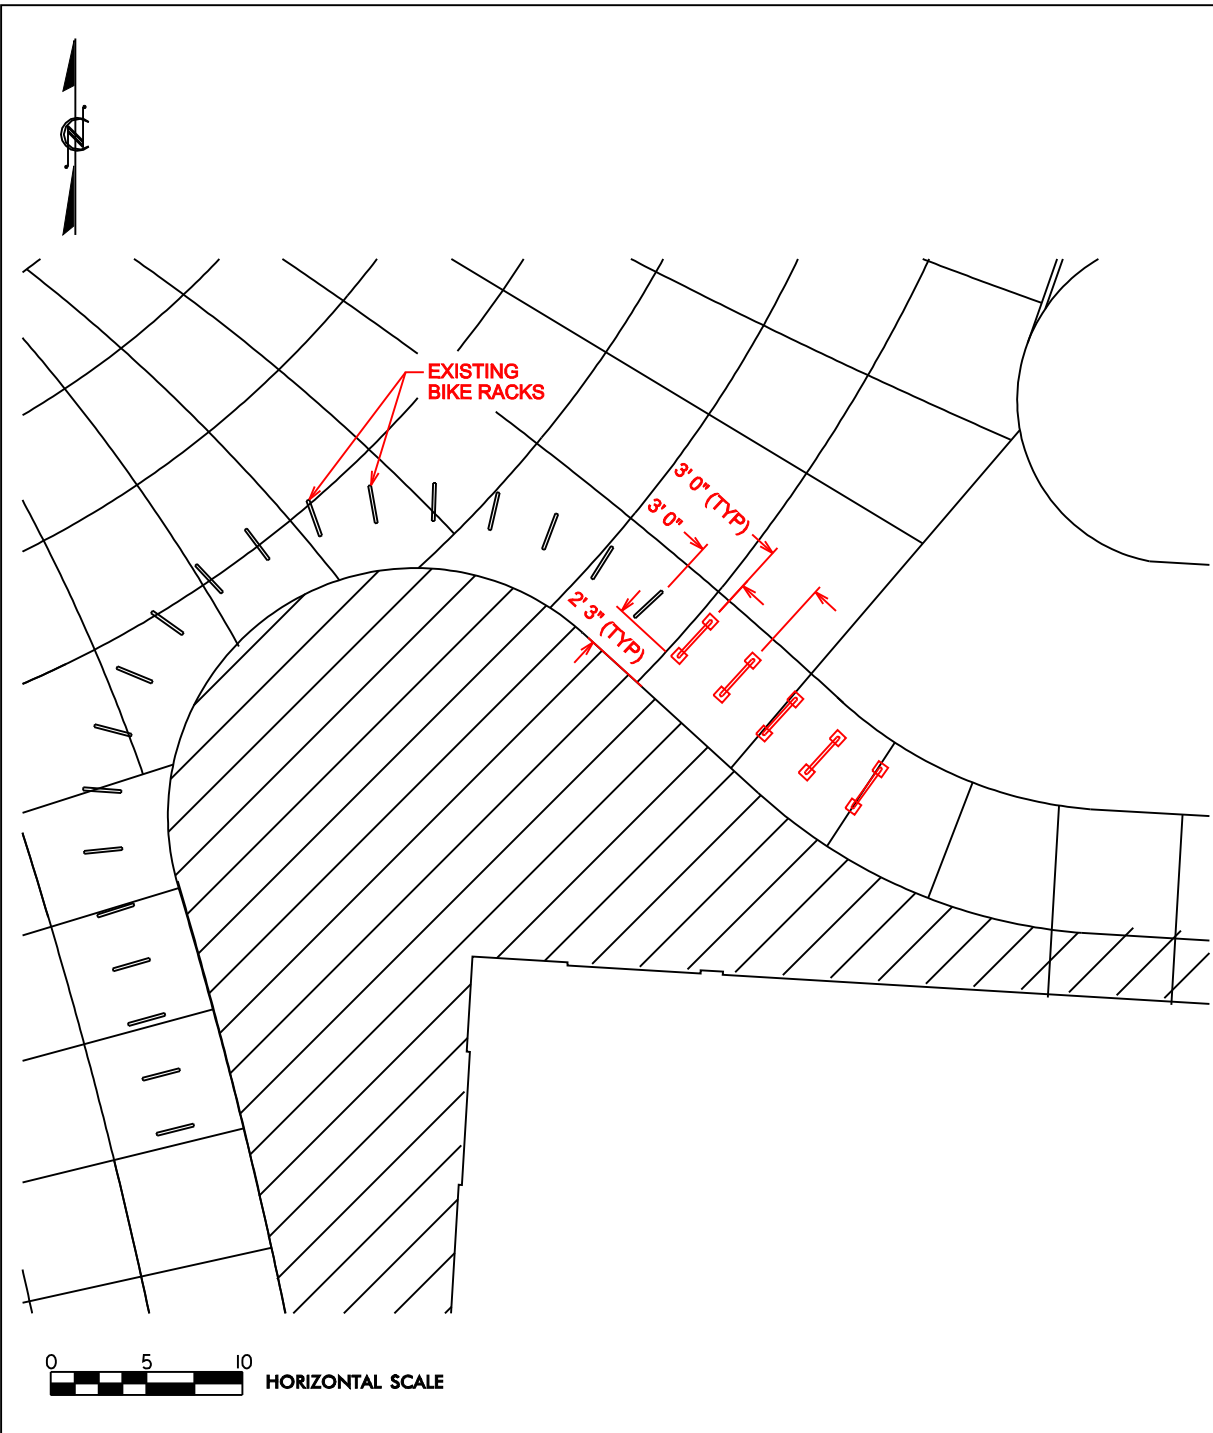 N
EXISTING
BIKE RACKS
3' 0" (TYP)
3' 0"
2' 3" (TYP)
0 5 10
HORIZONTAL SCALE